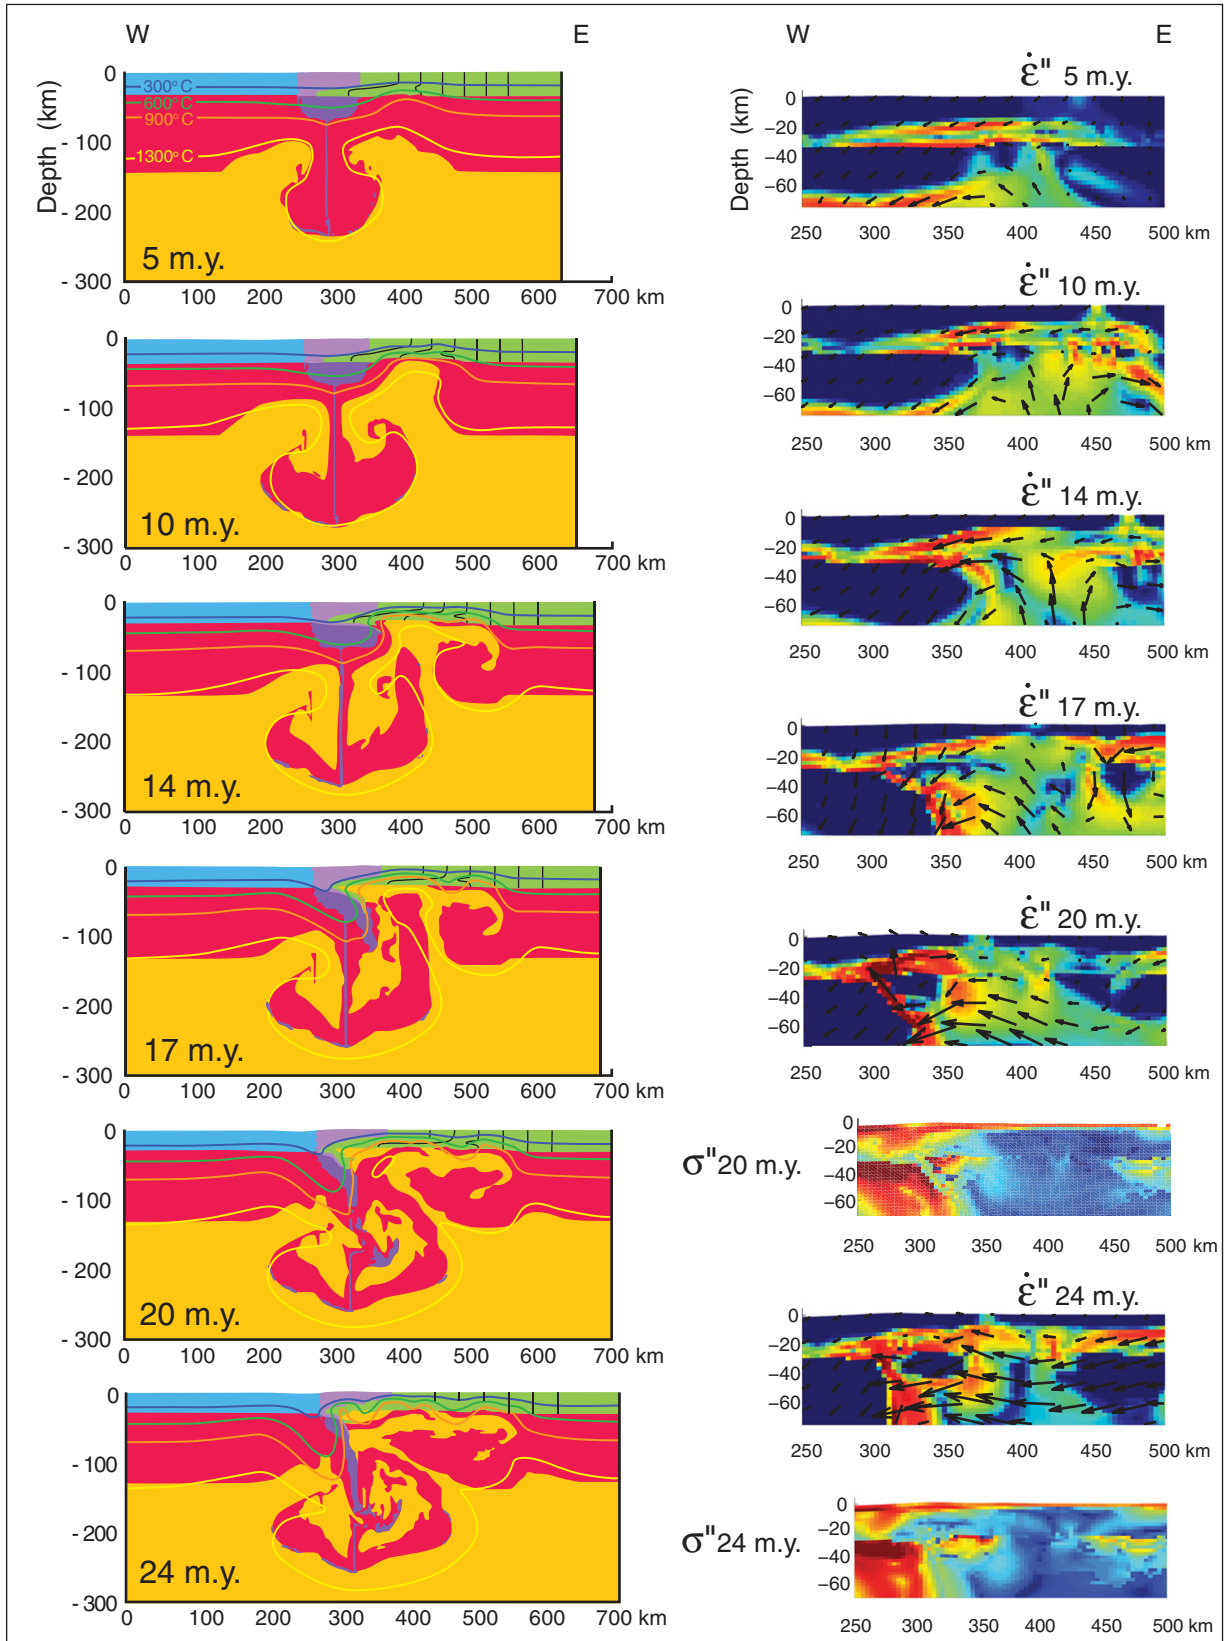 W E
0
300°C
600°C
900°C
- 100
1300°C
Depth (km)
- 200
5 m.y.
- 300
0 100 200 300 400 500 600 700 km
0
- 100
- 200
10 m.y.
- 300
0 100 200 300 400 500 600 700 km
0
- 100
- 200
14 m.y.
- 300
0 100 200 300 400 500 600 700 km
0
- 100
- 200
17 m.y.
- 300
0 100 200 300 400 500 600 700 km
0
- 100
- 200
20 m.y.
- 300
0 100 200 300 400 500 600 700
0
- 100
- 200
24 m.y.
- 300
0 100 200 300 400 500 600 700 km
W E
ε̇" 5 m.y.
0
−20
−40
−60
Depth (km)
250 300 350 400 450 500 km
ε̇" 10 m.y.
0
−20
−40
−60
250 300 350 400 450 500 km
ε̇" 14 m.y.
0
−20
−40
−60
250 300 350 400 450 500 km
ε̇" 17 m.y.
0
−20
−40
−60
250 300 350 400 450 500 km
ε̇" 20 m.y.
0
−20
−40
−60
250 300 350 400 450 500 km
σ" 20 m.y.
0
−20
−40
−60
250 300 350 400 450 500 km
ε̇" 24 m.y.
0
−20
−40
−60
250 300 350 400 450 500 km
σ" 24 m.y.
0
−20
−40
−60
250 300 350 400 450 500 km